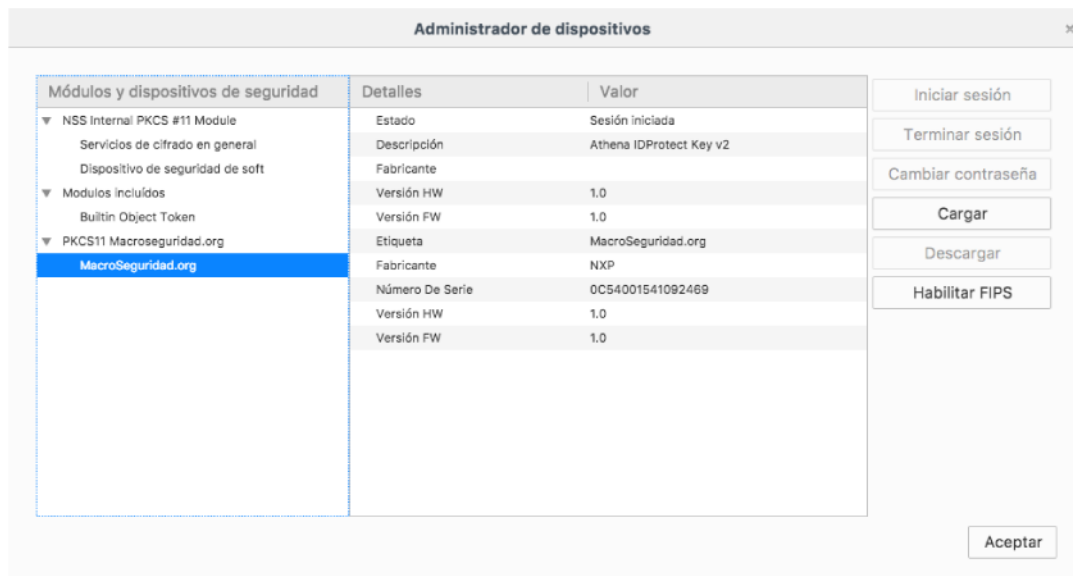 Administrador de dispositivos
×
Módulos y dispositivos de seguridad
Detalles
Valor
Iniciar sesión
NSS Internal PKCS #11 Module
Estado
Sesión iniciada
Servicios de cifrado en general
Descripción
Athena IDProtect Key v2
Terminar sesión
Dispositivo de seguridad de soft
Fabricante
Cambiar contraseña
Modulos incluídos
Versión HW
1.0
Builtin Object Token
Versión FW
1.0
Cargar
PKCS11 Macroseguridad.org
Etiqueta
MacroSeguridad.org
Descargar
MacroSeguridad.org
Fabricante
NXP
Número De Serie
0C54001541092469
Habilitar FIPS
Versión HW
1.0
Versión FW
1.0
Aceptar